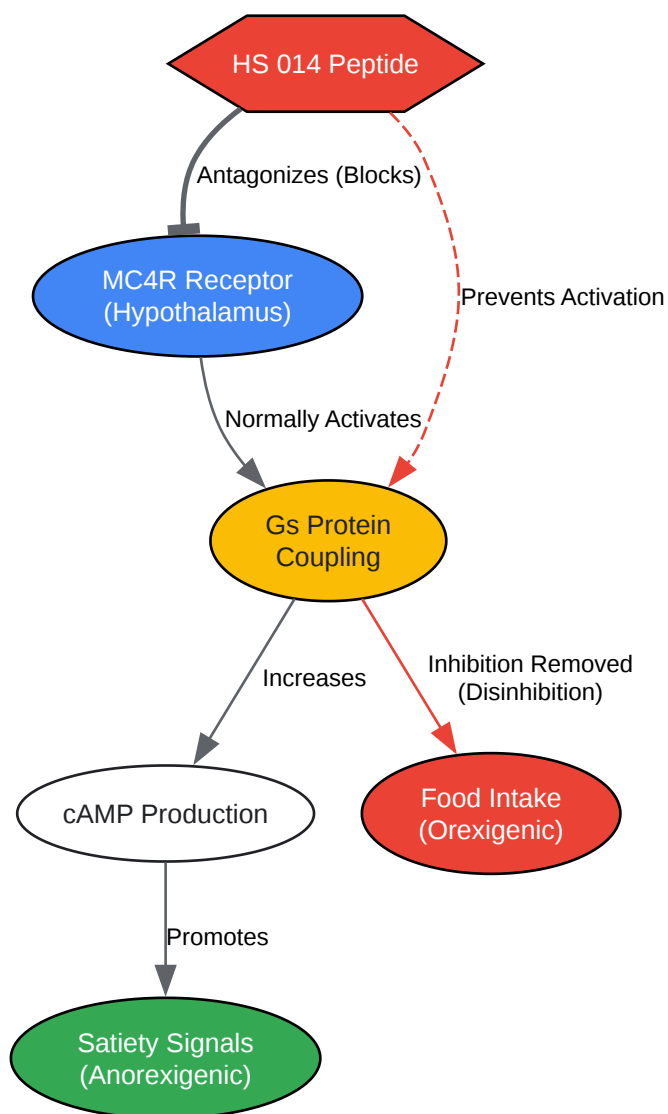 HS 014 Peptide
Antagonizes (Blocks)
MC4R Receptor
(Hypothalamus)
Prevents Activation
Normally Activates
Gs Protein
Coupling
Increases
Inhibition Removed
(Disinhibition)
cAMP Production
Food Intake
(Orexigenic)
Promotes
Satiety Signals
(Anorexigenic)